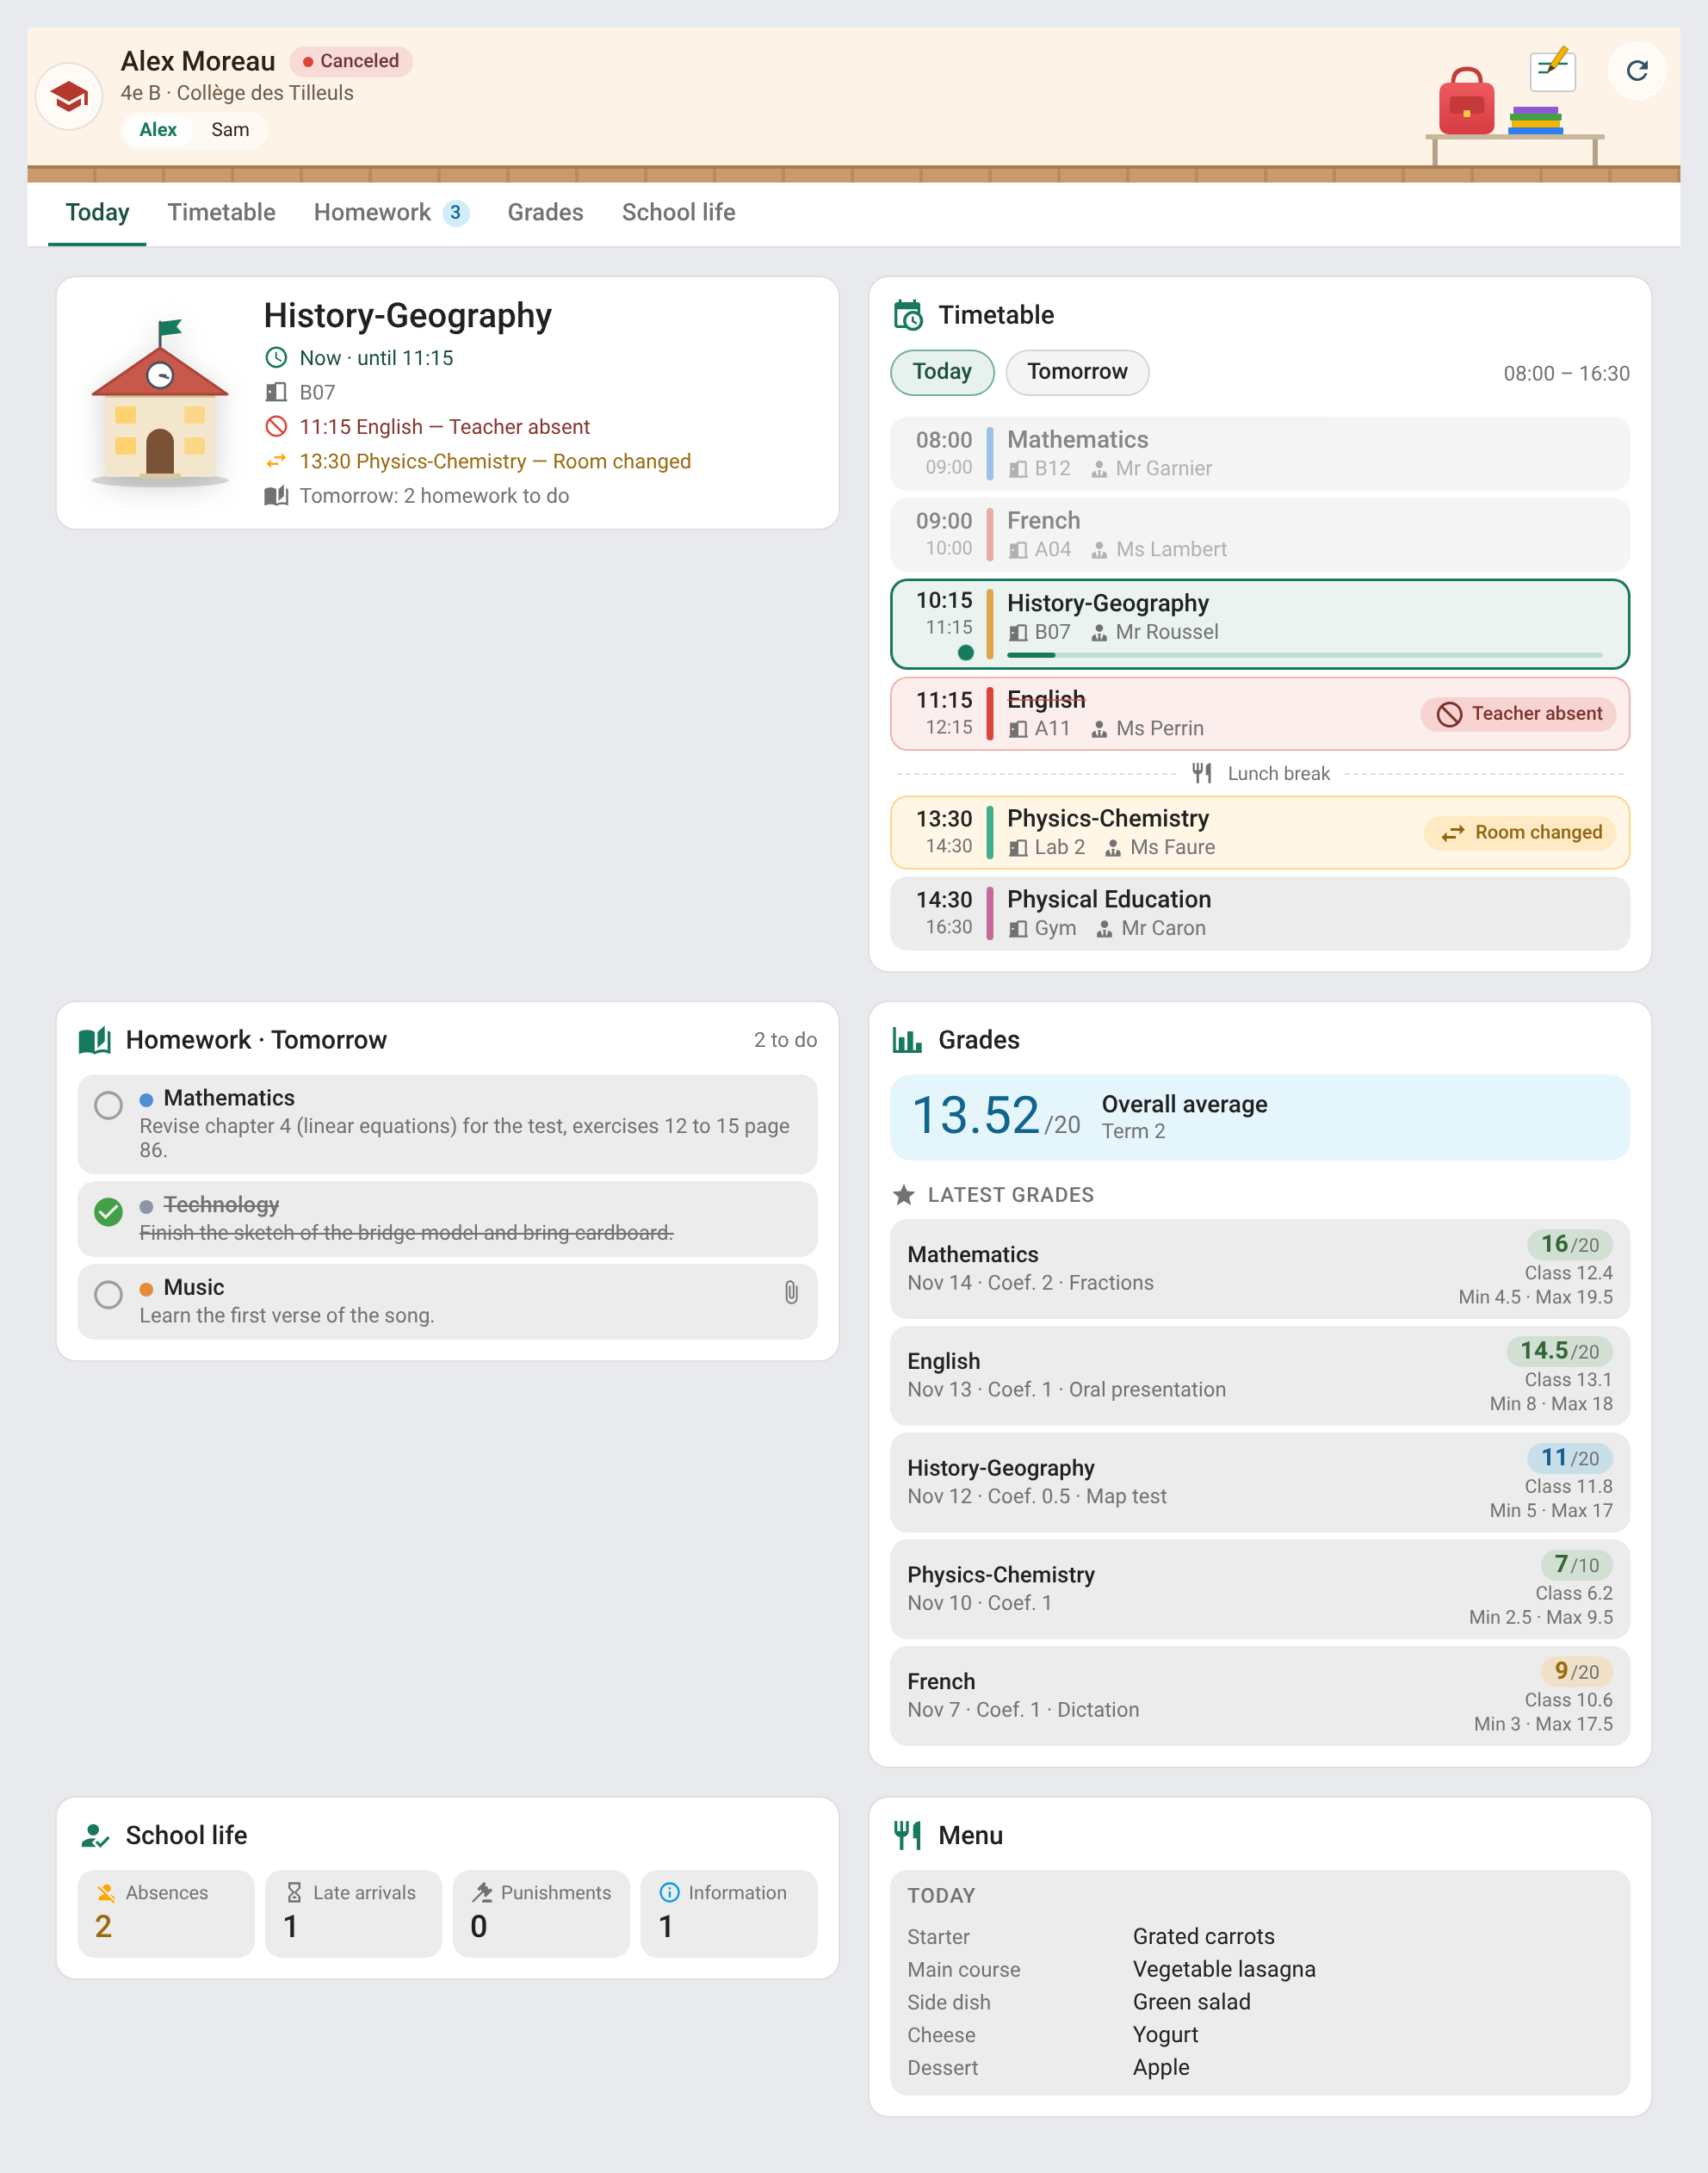 Alex Moreau Canceled
4e B · Collège des Tilleuls
Alex Sam
Today Timetable Homework 3 Grades School life
History-Geography
Now · until 11:15
B07
11:15 English — Teacher absent
13:30 Physics-Chemistry — Room changed
Tomorrow: 2 homework to do
Timetable
Today Tomorrow 08:00 – 16:30
08:00 Mathematics
09:00 B12 Mr Garnier
09:00 French
10:00 A04 Ms Lambert
10:15 History-Geography
11:15 B07 Mr Roussel
11:15 English Teacher absent
12:15 A11 Ms Perrin
Lunch break
13:30 Physics-Chemistry Room changed
14:30 Lab 2 Ms Faure
14:30 Physical Education
16:30 Gym Mr Caron
Homework · Tomorrow 2 to do
Mathematics
Revise chapter 4 (linear equations) for the test, exercises 12 to 15 page
86.
Technology
Finish the sketch of the bridge model and bring cardboard.
Music
Learn the first verse of the song.
Grades
13.52/20 Overall average
Term 2
LATEST GRADES
Mathematics 16/20
Nov 14 · Coef. 2 · Fractions Class 12.4
Min 4.5 · Max 19.5
English 14.5/20
Nov 13 · Coef. 1 · Oral presentation Class 13.1
Min 8 · Max 18
History-Geography 11/20
Nov 12 · Coef. 0.5 · Map test Class 11.8
Min 5 · Max 17
Physics-Chemistry 7/10
Nov 10 · Coef. 1 Class 6.2
Min 2.5 · Max 9.5
French 9/20
Nov 7 · Coef. 1 · Dictation Class 10.6
Min 3 · Max 17.5
School life
Absences Late arrivals Punishments Information
2 1 0 1
Menu
TODAY
Starter Grated carrots
Main course Vegetable lasagna
Side dish Green salad
Cheese Yogurt
Dessert Apple